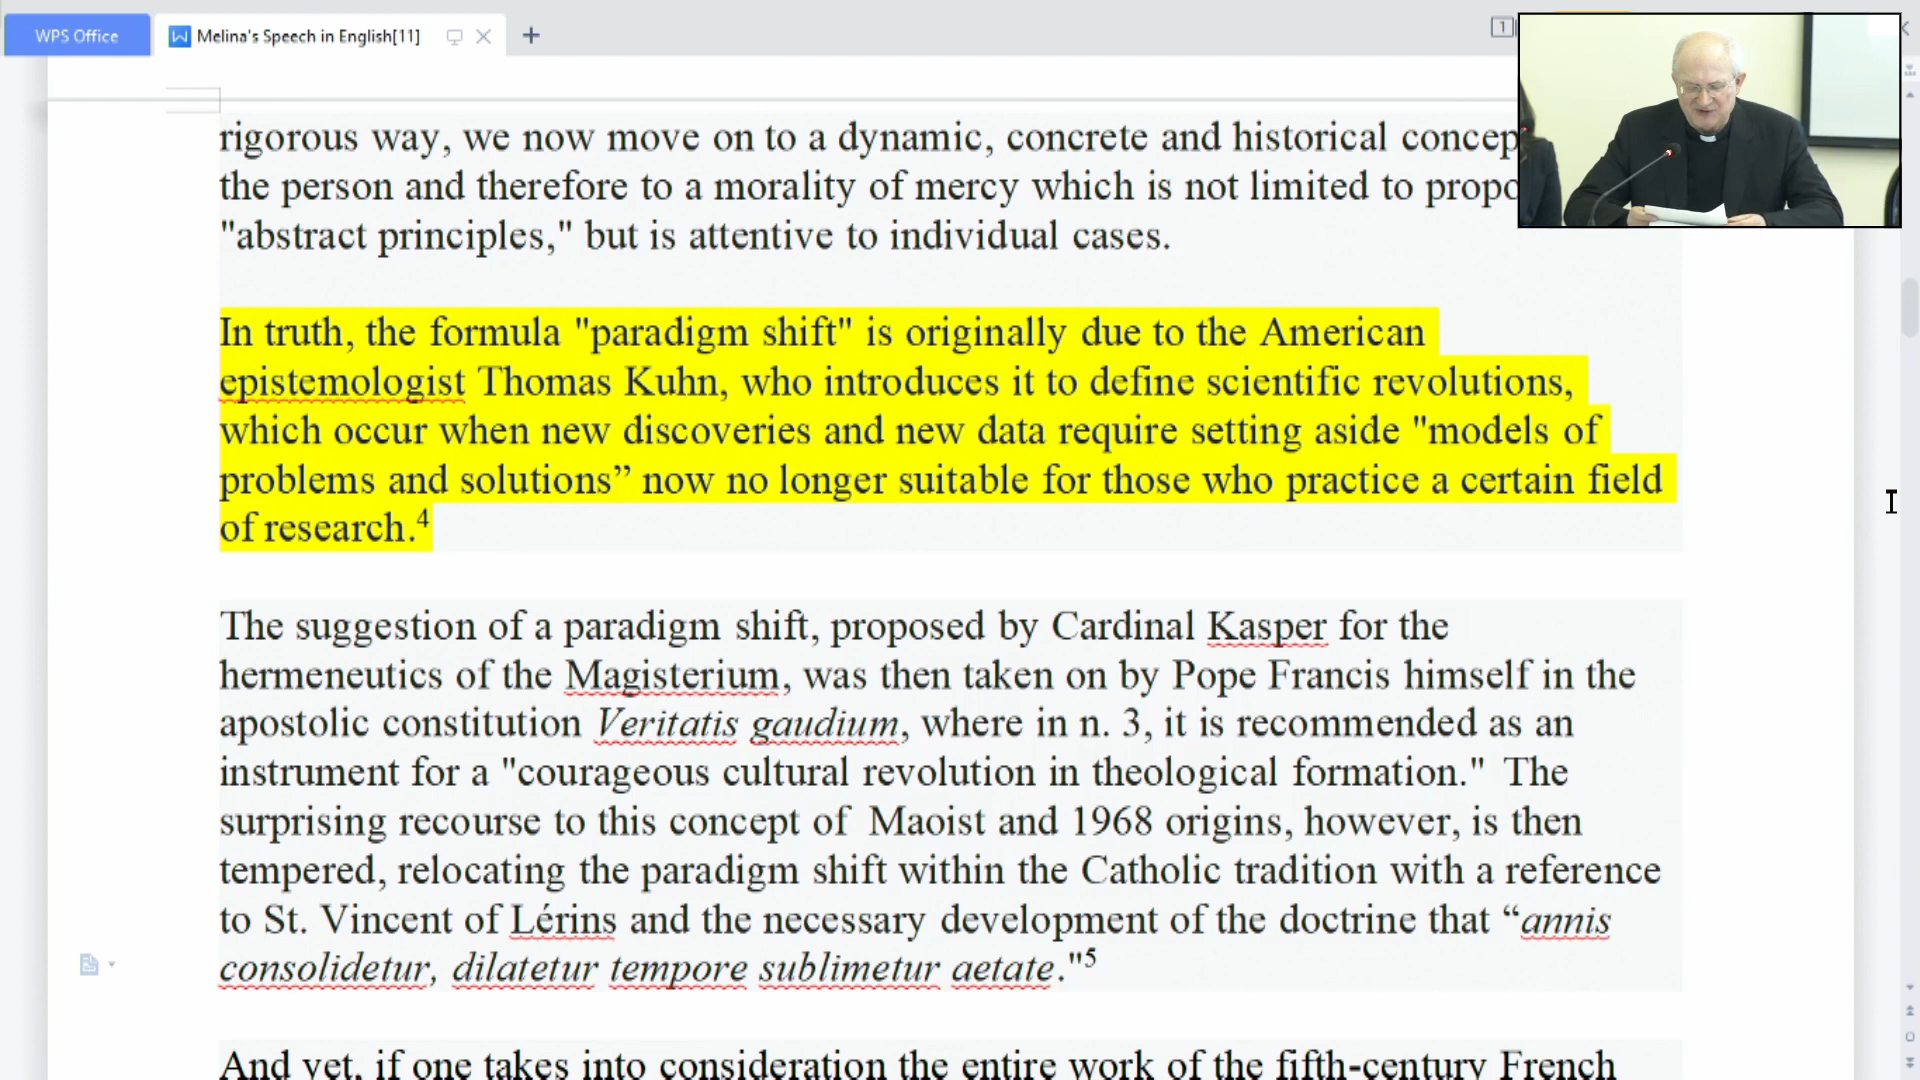 WPS Office
Melina's Speech in English[11]
1
rigorous way, we now move on to a dynamic, concrete and historical
the person and therefore to a morality of mercy which is not limited to
"abstract principles," but is attentive to individual cases.
In truth, the formula "paradigm shift" is originally due to the American
epistemologist Thomas Kuhn, who introduces it to define scientific revolutions,
which occur when new discoveries and new data require setting aside "models of
problems and solutions” now no longer suitable for those who practice a certain field
of research.4
The suggestion of a paradigm shift, proposed by Cardinal Kasper for the
hermeneutics of the Magisterium, was then taken on by Pope Francis himself in the
apostolic constitution Veritatis gaudium, where in n. 3, it is recommended as an
instrument for a "courageous cultural revolution in theological formation." The
surprising recourse to this concept of Maoist and 1968 origins, however, is then
tempered, relocating the paradigm shift within the Catholic tradition with a reference
to St. Vincent of Lérins and the necessary development of the doctrine that “annis
consolidetur, dilatetur tempore sublimetur aetate."5
And yet, if one takes into consideration the entire work of the fifth-century French